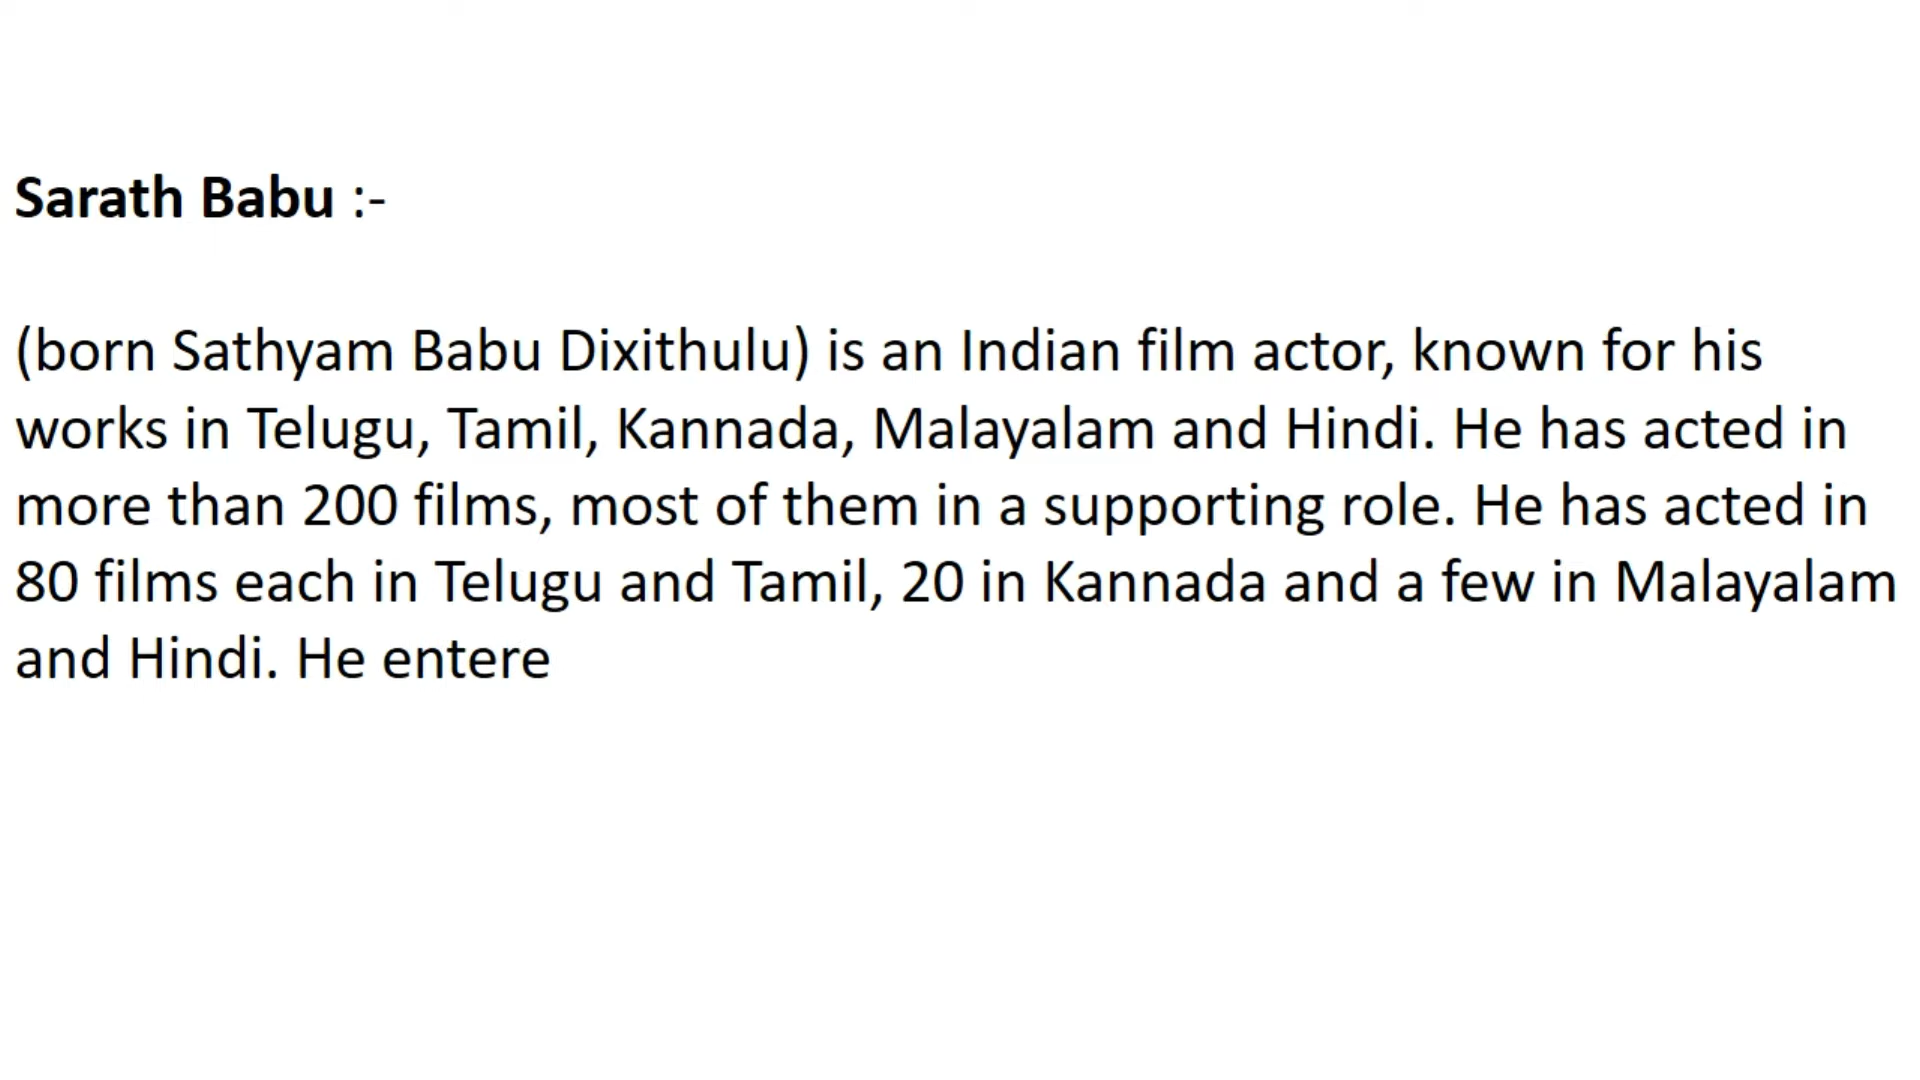 Sarath Babu :-
(born Sathyam Babu Dixithulu) is an Indian film actor, known for his
works in Telugu, Tamil, Kannada, Malayalam and Hindi. He has acted in
more than 200 films, most of them in a supporting role. He has acted in
80 films each in Telugu and Tamil, 20 in Kannada and a few in Malayalam
and Hindi. He entere